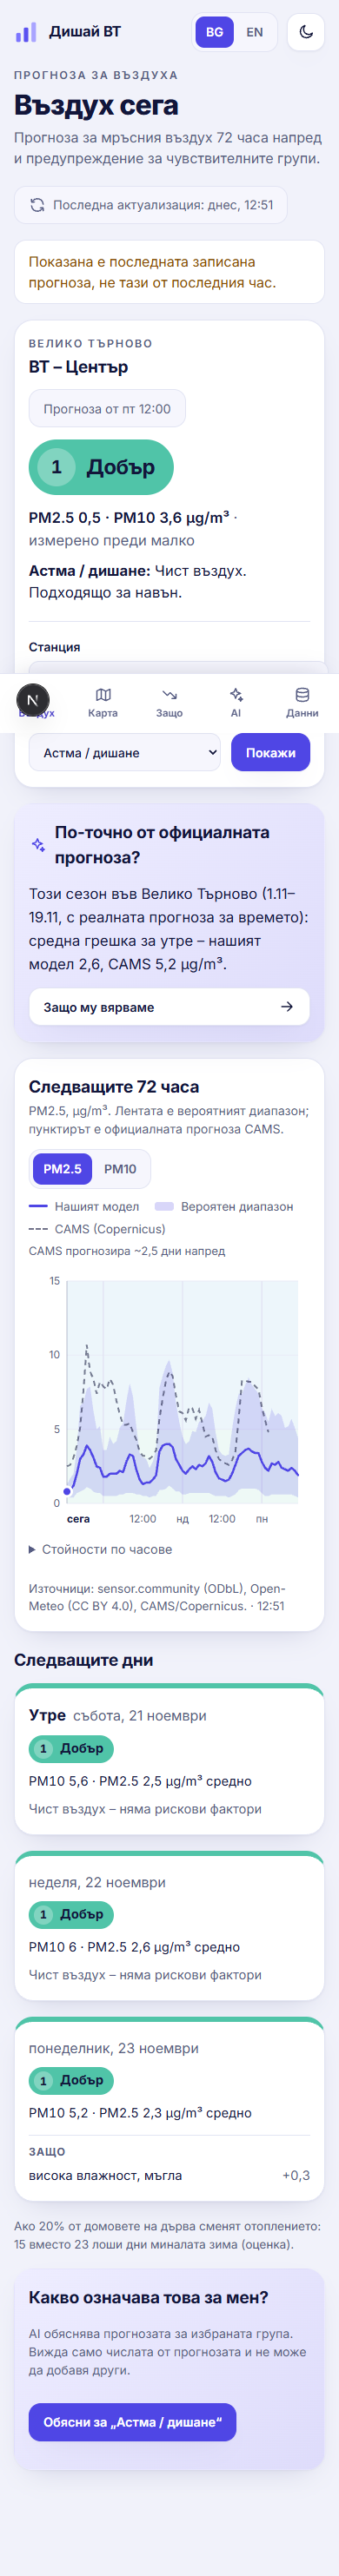 Дишай ВТ
BG EN
ПРОГНОЗА ЗА ВЪЗДУХА
Въздух сега
Прогноза за мръсния въздух 72 часа напред
и предупреждение за чувствителните групи.
Последна актуализация: днес, 12:51
Показана е последната записана
прогноза, не тази от последния час.
ВЕЛИКО ТЪРНОВО
ВТ – Център
Прогноза от пт 12:00
1 Добър
PM2.5 0,5 · PM10 3,6 µg/m³ ·
измерено преди малко
Астма / дишане: Чист въздух.
Подходящо за навън.
Станция
Карта Защо AI Данни
Астма / дишане Покажи
По-точно от официалната
прогноза?
Този сезон във Велико Търново (1.11–
19.11, с реалната прогноза за времето):
средна грешка за утре – нашият
модел 2,6, CAMS 5,2 µg/m³.
Защо му вярваме
Следващите 72 часа
PM2.5, µg/m³. Лентата е вероятният диапазон;
пунктирът е официалната прогноза CAMS.
PM2.5 PM10
Нашият модел Вероятен диапазон
CAMS (Copernicus)
CAMS прогнозира ~2,5 дни напред
15
10
5
0
сега 12:00 нд 12:00 пн
Стойности по часове
Източници: sensor.community (ODbL), Open-
Meteo (CC BY 4.0), CAMS/Copernicus. · 12:51
Следващите дни
Утре събота, 21 ноември
1 Добър
PM10 5,6 · PM2.5 2,5 µg/m³ средно
Чист въздух – няма рискови фактори
неделя, 22 ноември
1 Добър
PM10 6 · PM2.5 2,6 µg/m³ средно
Чист въздух – няма рискови фактори
понеделник, 23 ноември
1 Добър
PM10 5,2 · PM2.5 2,3 µg/m³ средно
ЗАЩО
висока влажност, мъгла +0,3
Ако 20% от домовете на дърва сменят отоплението:
15 вместо 23 лоши дни миналата зима (оценка).
Какво означава това за мен?
AI обяснява прогнозата за избраната група.
Вижда само числата от прогнозата и не може
да добавя други.
Обясни за „Астма / дишане“